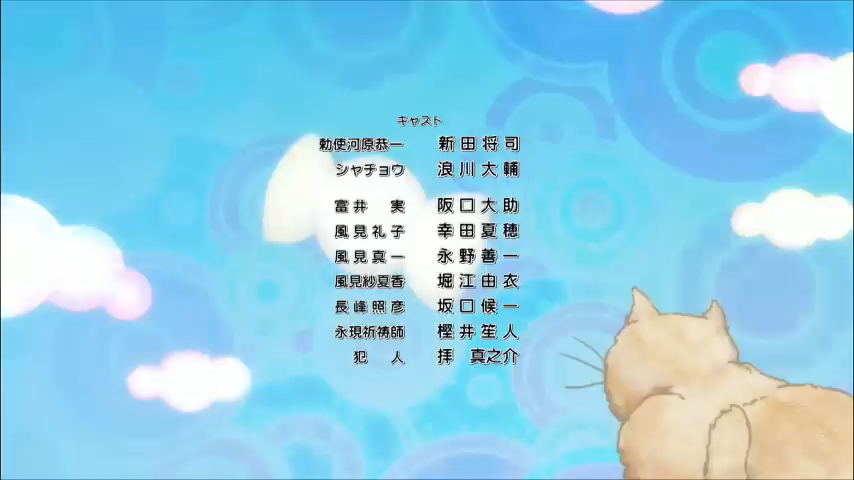 キャスト
勅使河原恭一 新田将司
シャチョウ 浪川大輔
富井 実 阪口大助
風見礼子 幸田夏穂
風見真一 永野善一
風見紗夏香 堀江由衣
長峰照彦 坂口候一
永現祈祷師 樫井笙人
犯人 拝 真之介